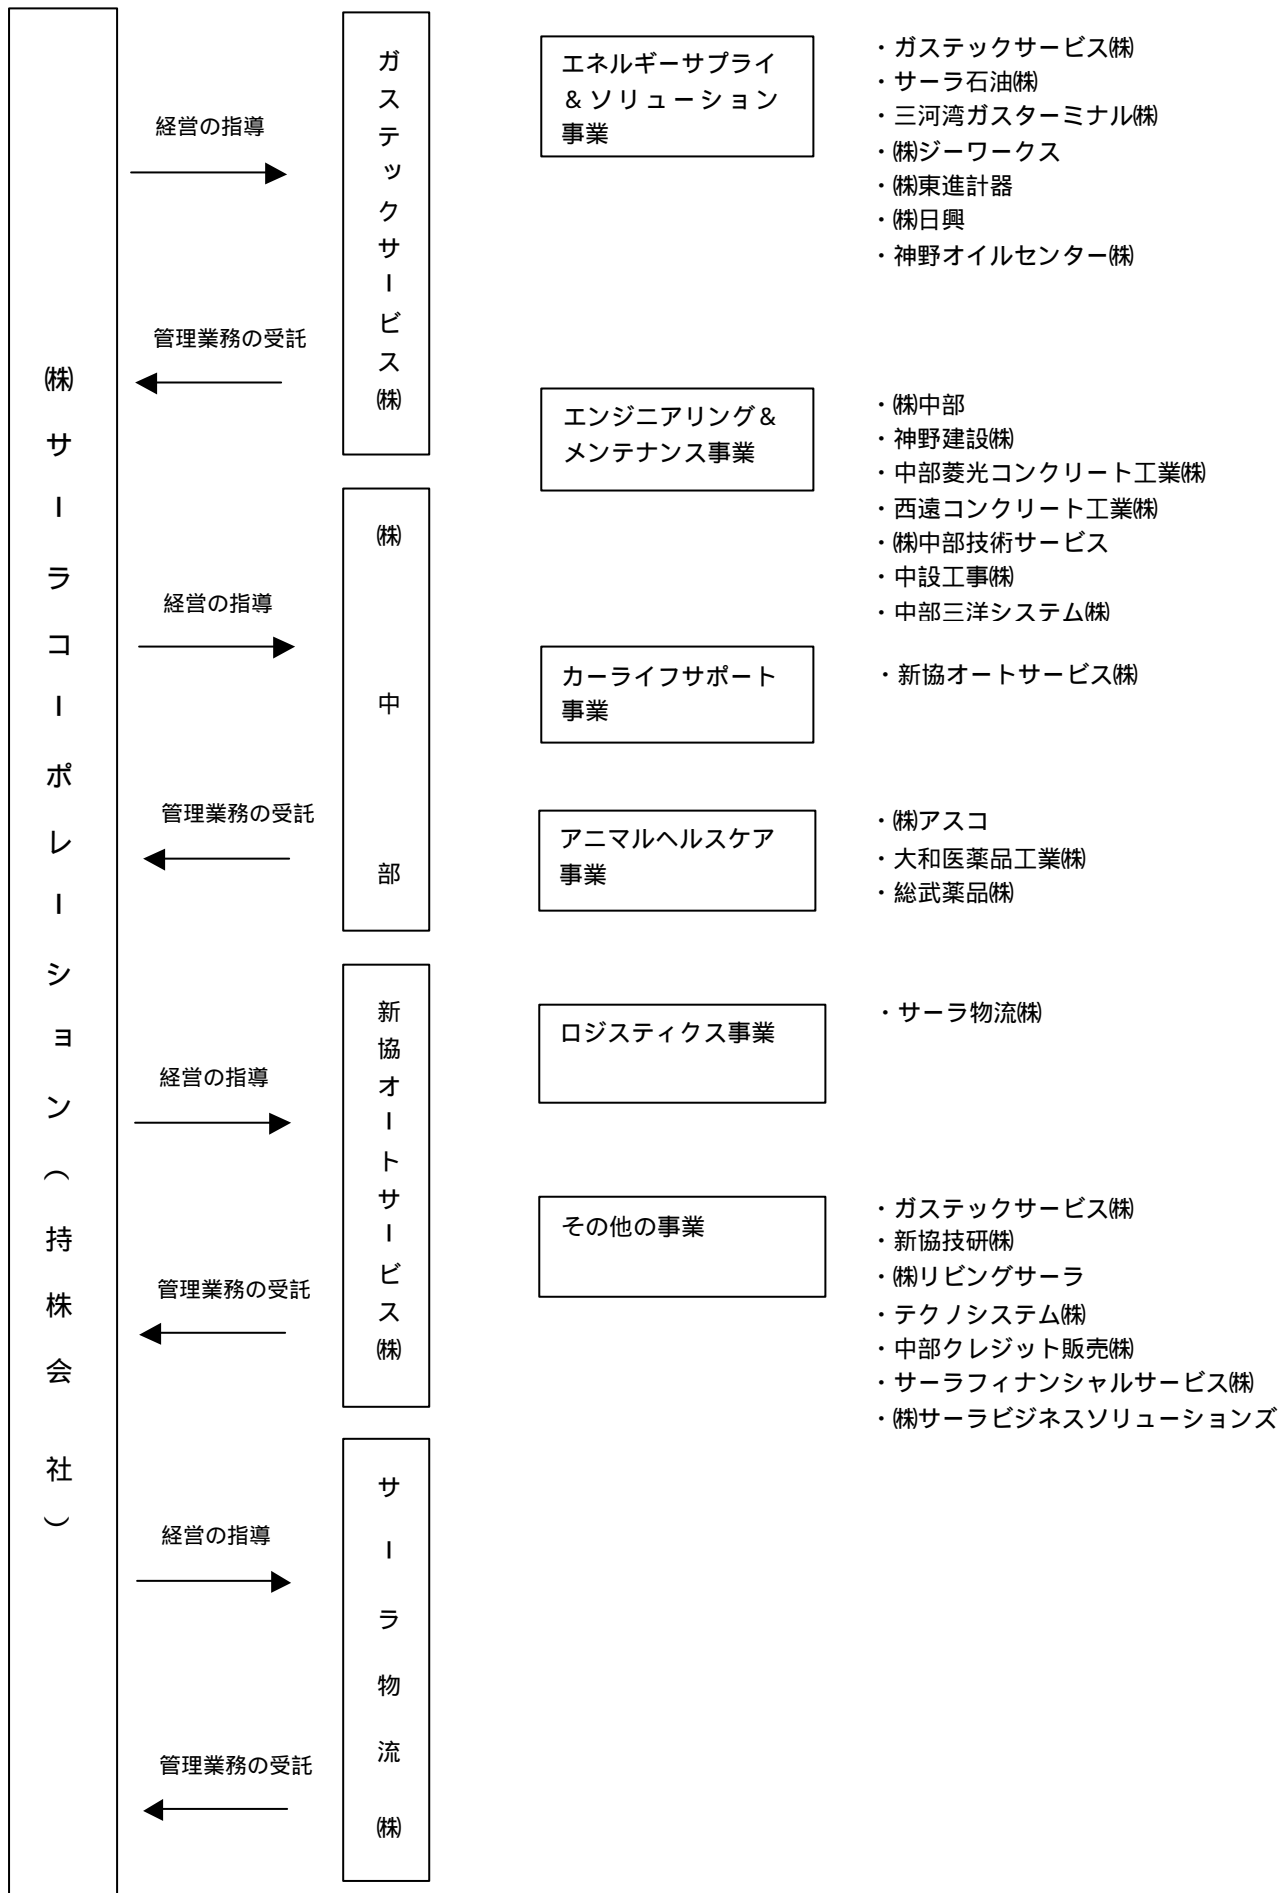 ㈱サーラコーポレーション（持株会社）
経営の指導
管理業務の受託
経営の指導
管理業務の受託
経営の指導
管理業務の受託
経営の指導
管理業務の受託
ガステックサービス㈱
㈱中部
新協オートサービス㈱
サーラ物流㈱
エネルギーサプライ
＆ソリューション
事業
・ガステックサービス㈱
・サーラ石油㈱
・三河湾ガスターミナル㈱
・㈱ジーワークス
・㈱東進計器
・㈱日興
・神野オイルセンター㈱
エンジニアリング＆
メンテナンス事業
・㈱中部
・神野建設㈱
・中部菱光コンクリート工業㈱
・西遠コンクリート工業㈱
・㈱中部技術サービス
・中設工事㈱
・中部三洋システム㈱
カーライフサポート
事業
・新協オートサービス㈱
アニマルヘルスケア
事業
・㈱アスコ
・大和医薬品工業㈱
・総武薬品㈱
ロジスティクス事業
・サーラ物流㈱
その他の事業
・ガステックサービス㈱
・新協技研㈱
・㈱リビングサーラ
・テクノシステム㈱
・中部クレジット販売㈱
・サーラフィナンシャルサービス㈱
・㈱サーラビジネスソリューションズ